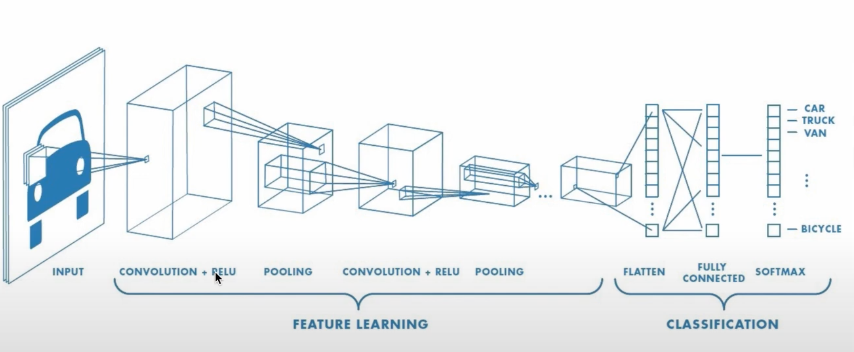 CAR
TRUCK
VAN
BICYCLE
INPUT
CONVOLUTION + RELU
POOLING
CONVOLUTION + RELU
POOLING
FLATTEN
FULLY
CONNECTED
SOFTMAX
FEATURE LEARNING
CLASSIFICATION